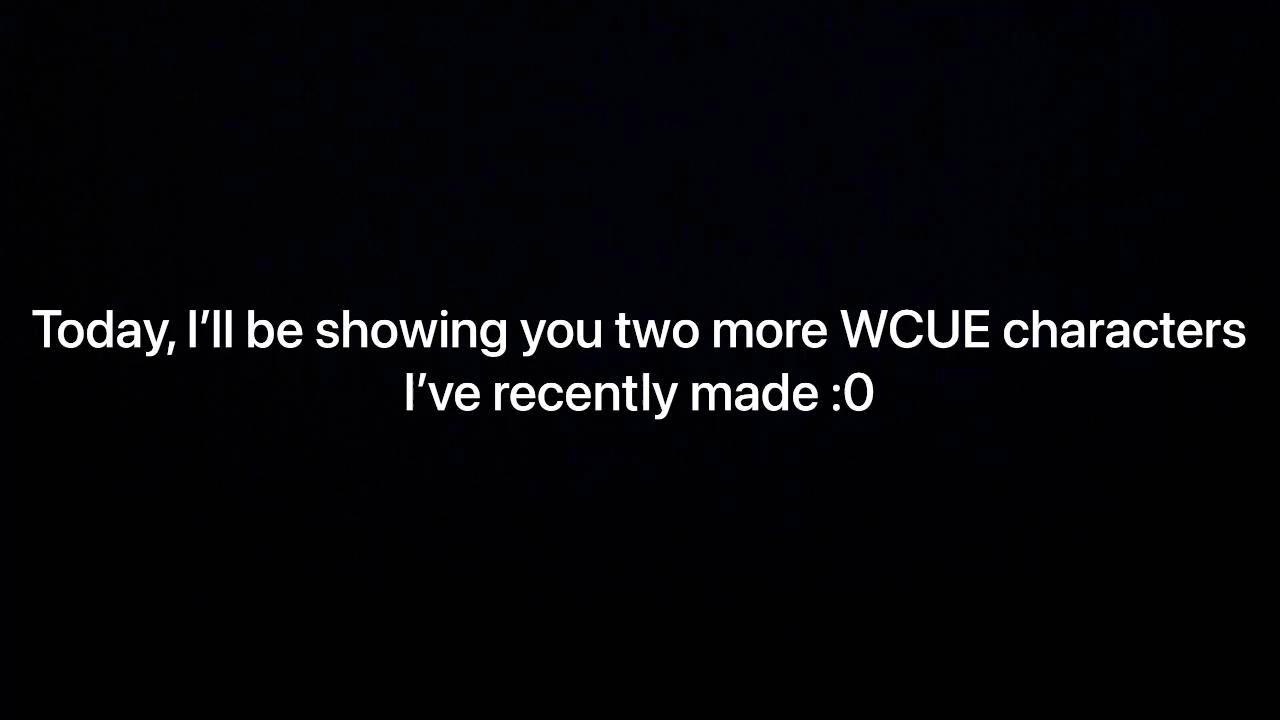 Today, I’ll be showing you two more WCUE characters
I’ve recently made :0